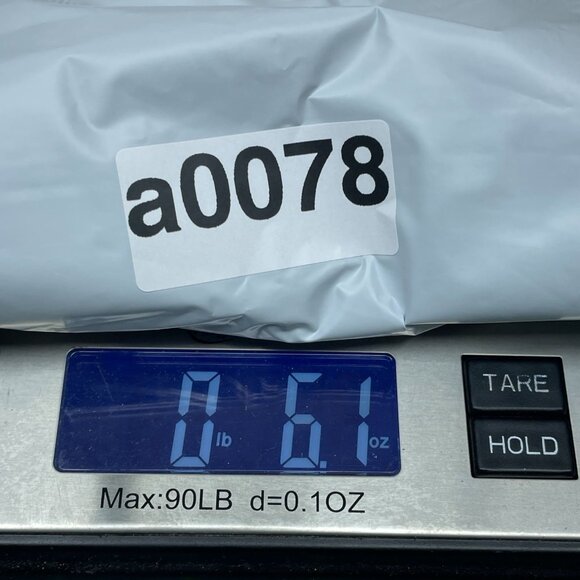 a0078
0 lb 6.1 oz
TARE
HOLD
Max:90LB d=0.1OZ